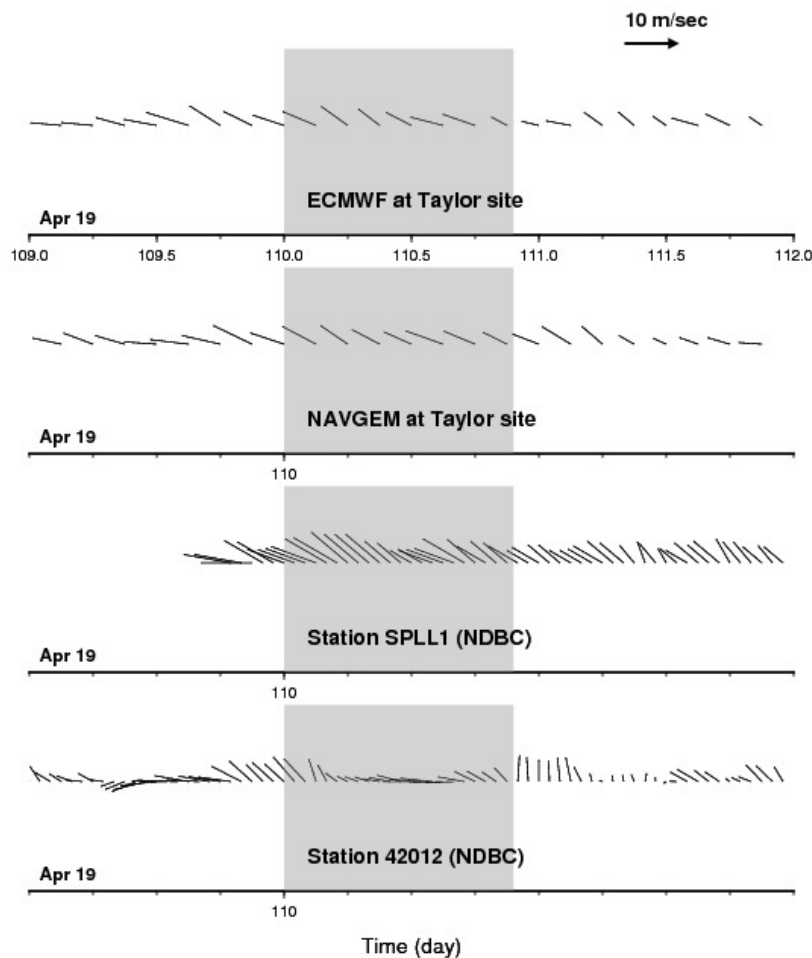 10 m/sec
ECMWF at Taylor site
Apr 19
109.0 109.5 110.0 110.5 111.0 111.5 112.0
NAVGEM at Taylor site
Apr 19
110
Station SPLL1 (NDBC)
Apr 19
110
Station 42012 (NDBC)
Apr 19
110
Time (day)